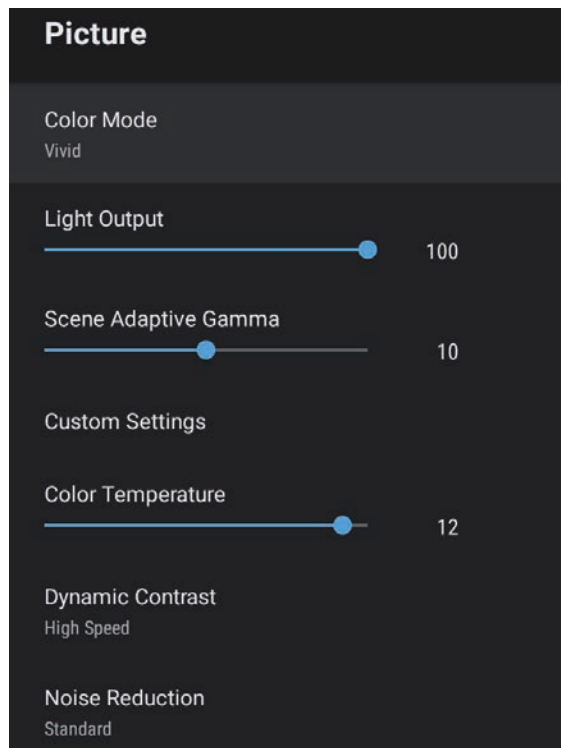 Picture
Color Mode
Vivid
Light Output
100
Scene Adaptive Gamma
10
Custom Settings
Color Temperature
12
Dynamic Contrast
High Speed
Noise Reduction
Standard